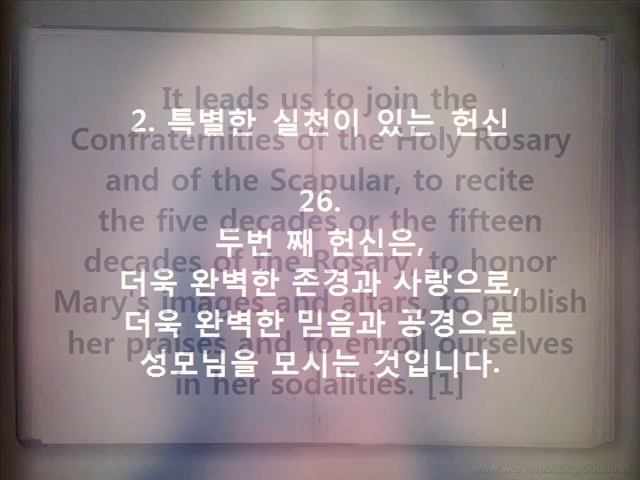 2. 특별한 실천이 있는 헌신
26.
두번 째 헌신은,
더욱 완벽한 존경과 사랑으로,
더욱 완벽한 믿음과 공경으로
성모님을 모시는 것입니다.
It leads us to join the
Confraternities of the Holy Rosary
and of the Scapular, to recite
the five decades or the fifteen
decades of the Rosary, to honor
Mary's images and altars, to publish
her praises and to enroll ourselves
in her sodalities. [1]